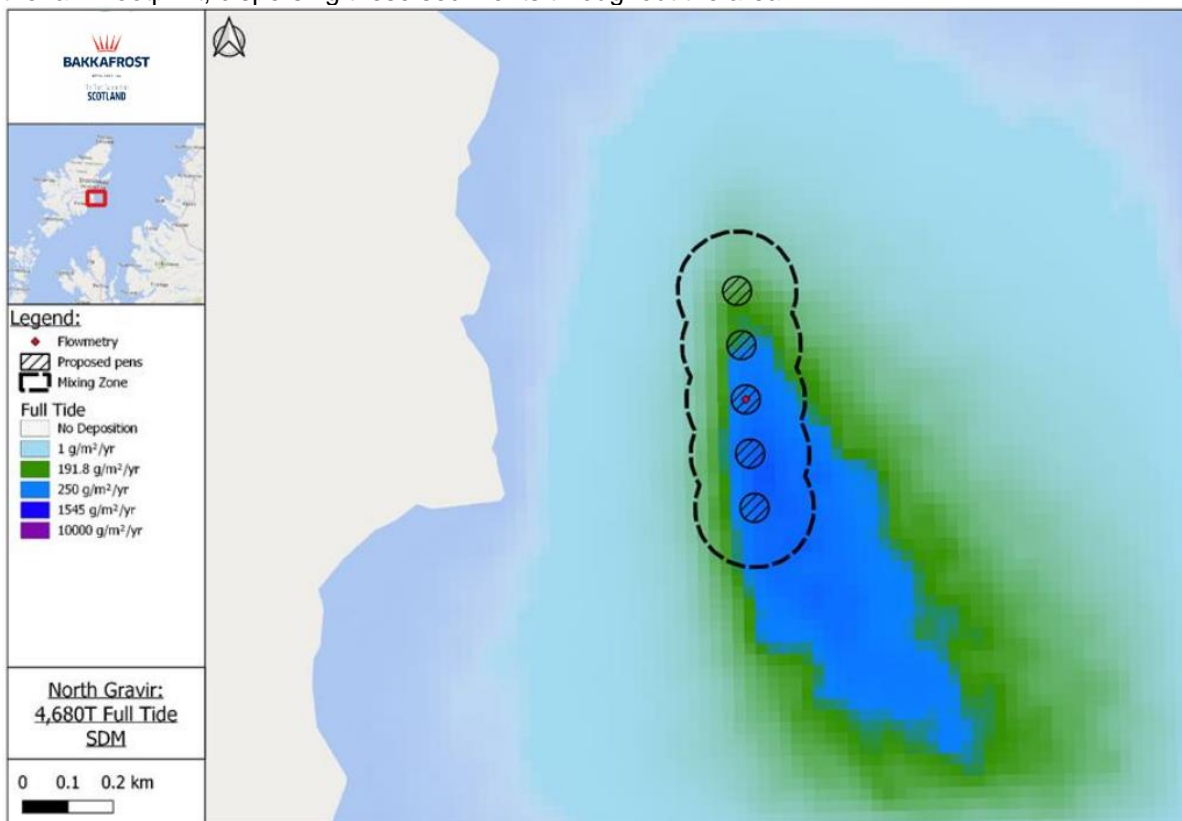 BAKKAFROST
SCOTLAND
Legend:
Flowmetry
Proposed pens
Mixing Zone
Full Tide
No Deposition
1 g/m²/yr
191.8 g/m²/yr
250 g/m²/yr
1545 g/m²/yr
10000 g/m²/yr
North Gravir:
4,680T Full Tide
SDM
0 0.1 0.2 km